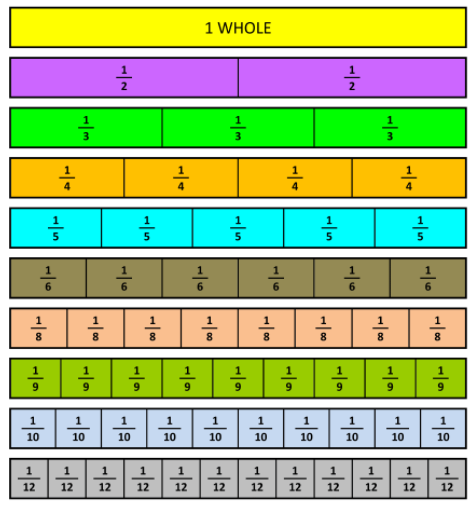 1 WHOLE
1/2 1/2
1/3 1/3 1/3
1/4 1/4 1/4 1/4
1/5 1/5 1/5 1/5 1/5
1/6 1/6 1/6 1/6 1/6 1/6
1/8 1/8 1/8 1/8 1/8 1/8 1/8 1/8
1/9 1/9 1/9 1/9 1/9 1/9 1/9 1/9 1/9
1/10 1/10 1/10 1/10 1/10 1/10 1/10 1/10 1/10 1/10
1/12 1/12 1/12 1/12 1/12 1/12 1/12 1/12 1/12 1/12 1/12 1/12